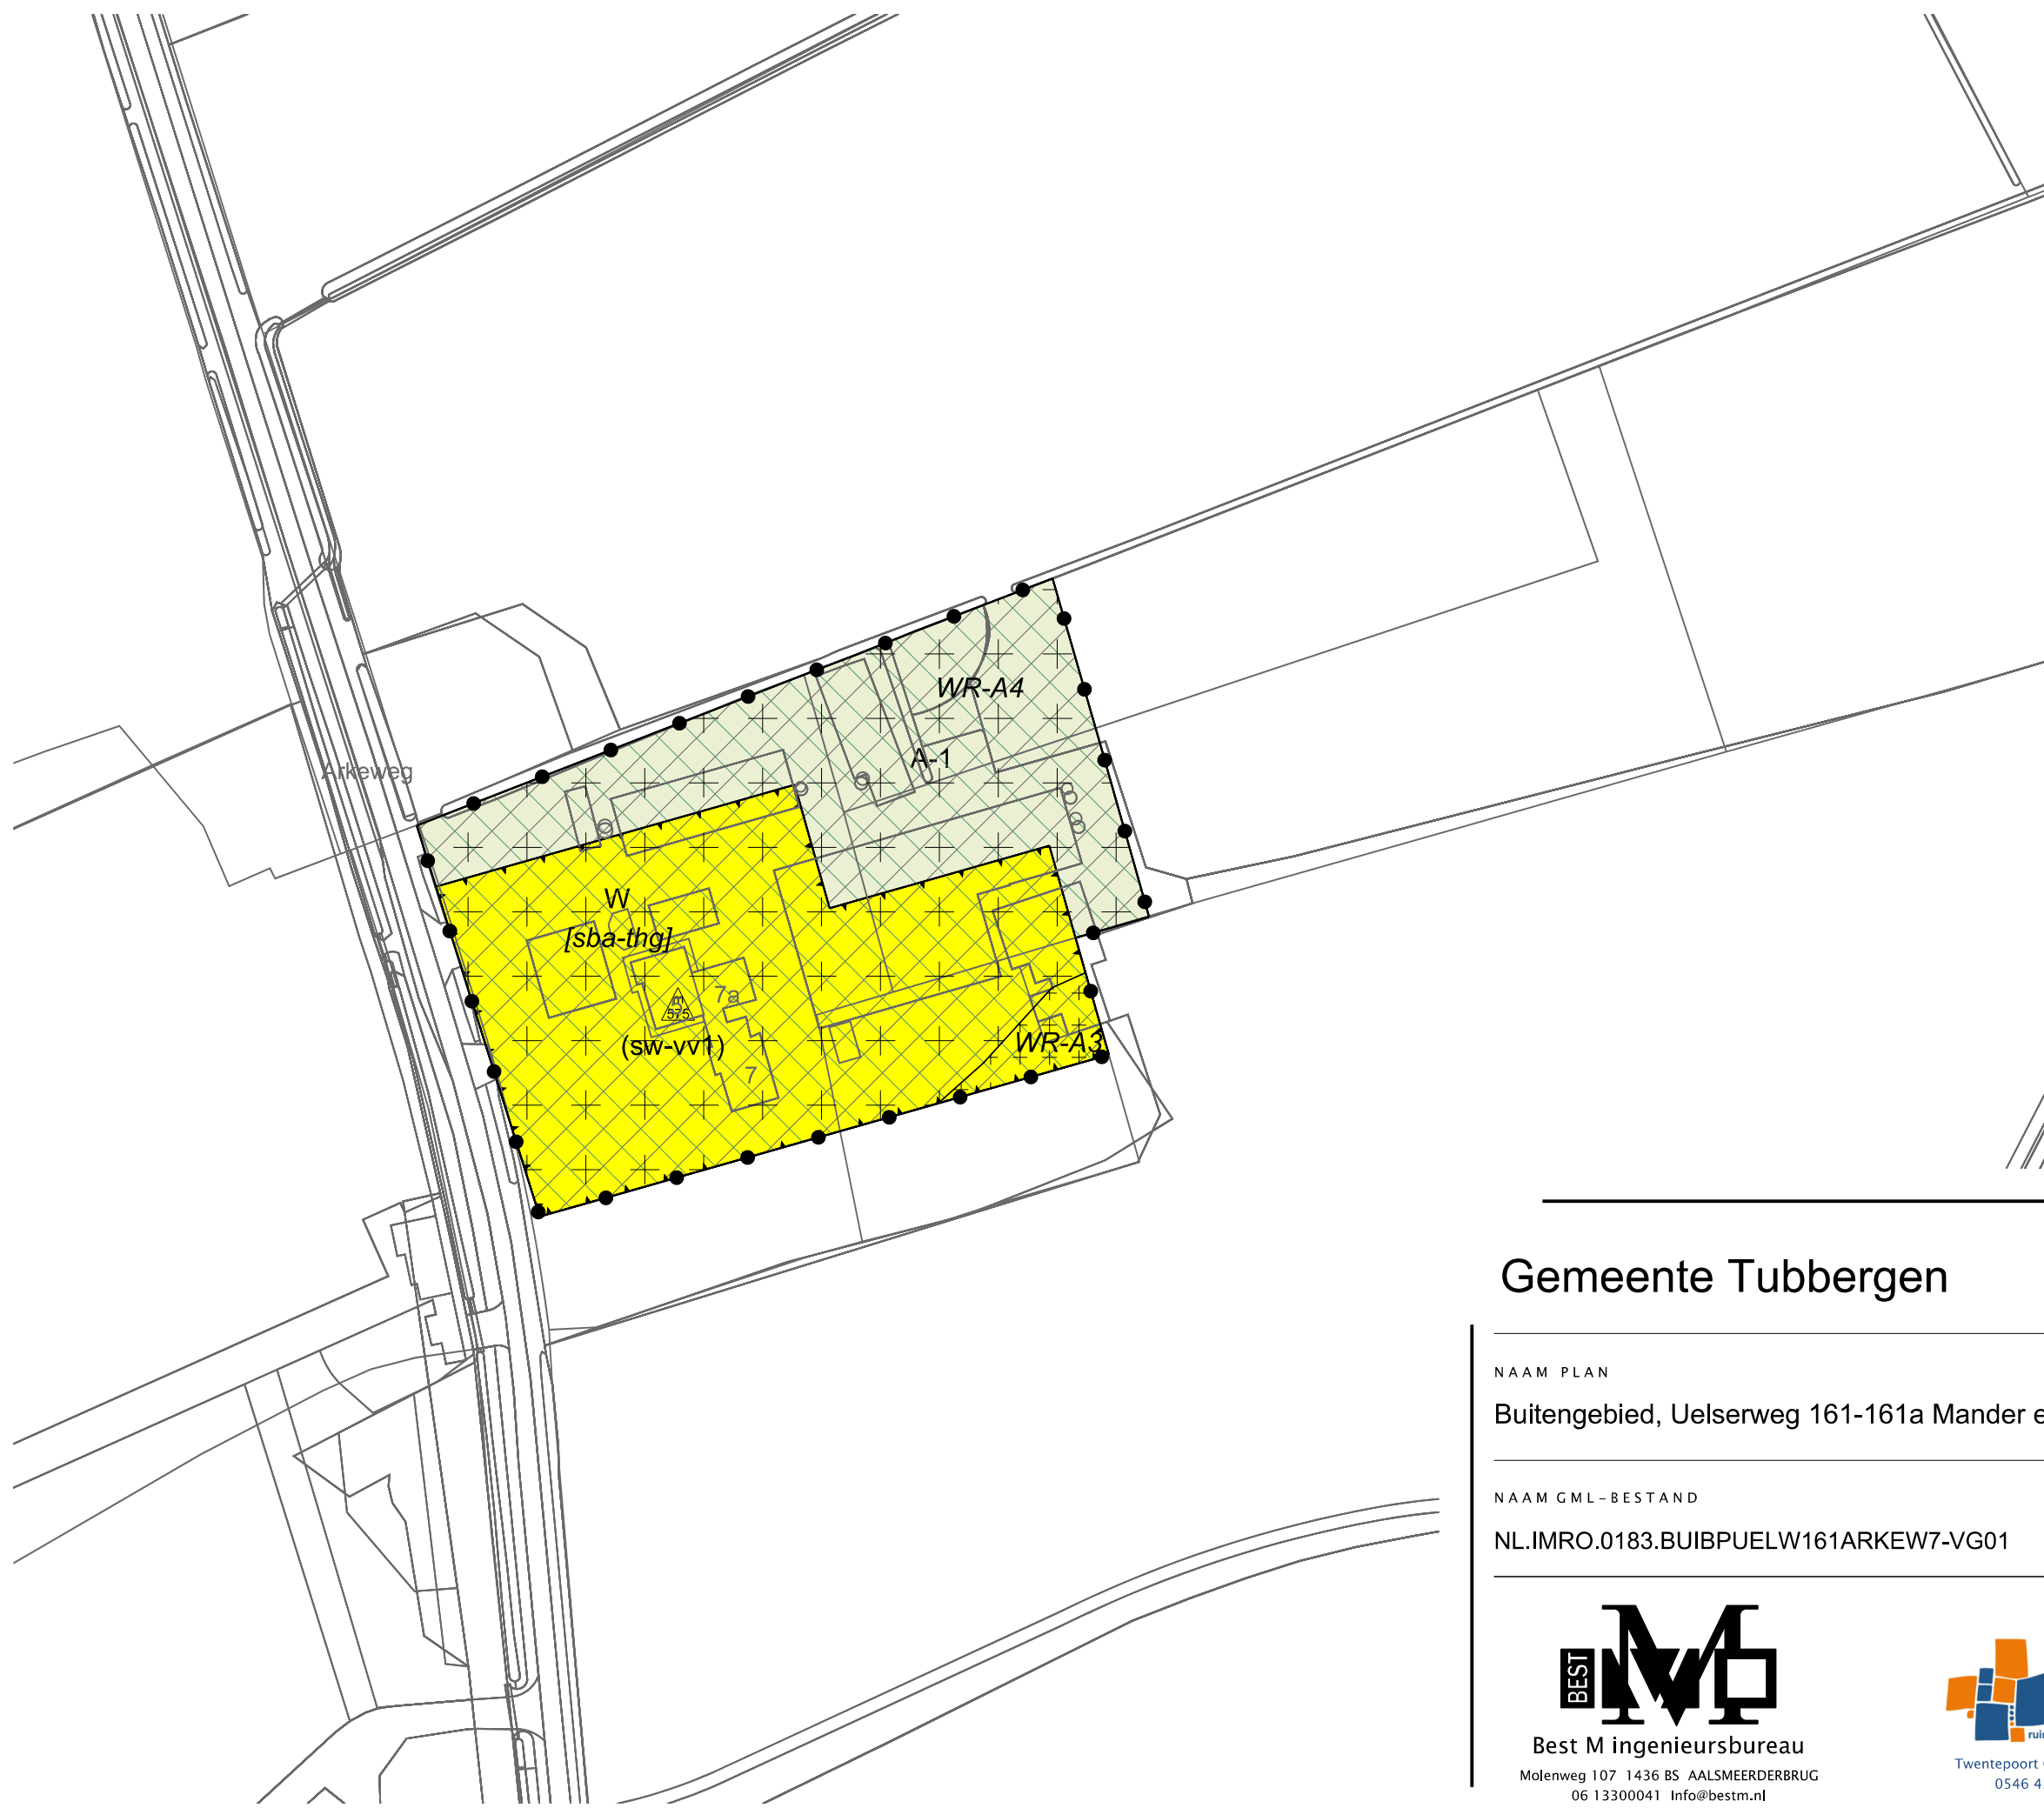 WR-A4
A-1
Arkeweg
W
[sba-thg]
7a
m
575
(sw-vv1)
WR-A3
7
Gemeente Tubbergen
NAAM PLAN
Buitengebied, Uelserweg 161-161a Mander e
NAAM GML-BESTAND
NL.IMRO.0183.BUIBPUELW161ARKEW7-VG01
BEST
M
Best M ingenieursbureau
Molenweg 107 1436 BS AALSMEERDERBRUG
06 13300041 Info@bestm.nl
ruin
Twentepoort
0546 4